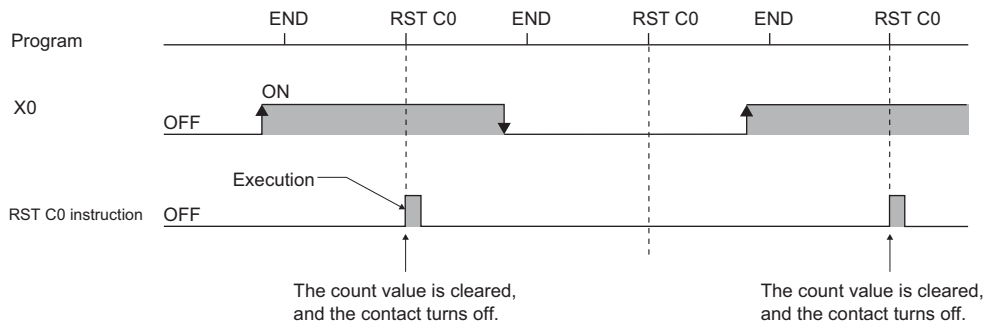 END RST C0 END RST C0 END RST C0
Program
ON
X0
OFF
Execution
RST C0 instruction OFF
The count value is cleared, The count value is cleared,
and the contact turns off. and the contact turns off.